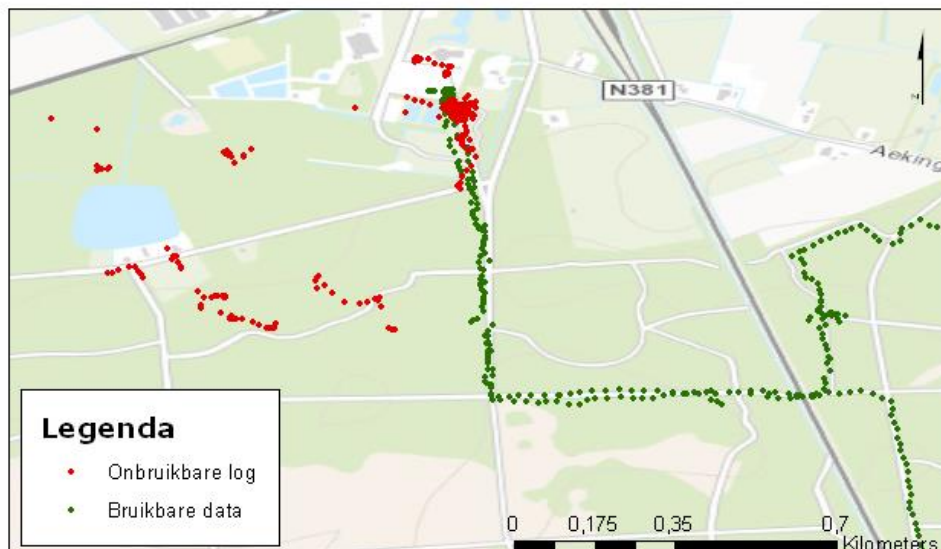 N381
Aeking
z
Legenda
Onbruikbare log
Bruikbare data
0 0,175 0,35 0,7
Kilometers